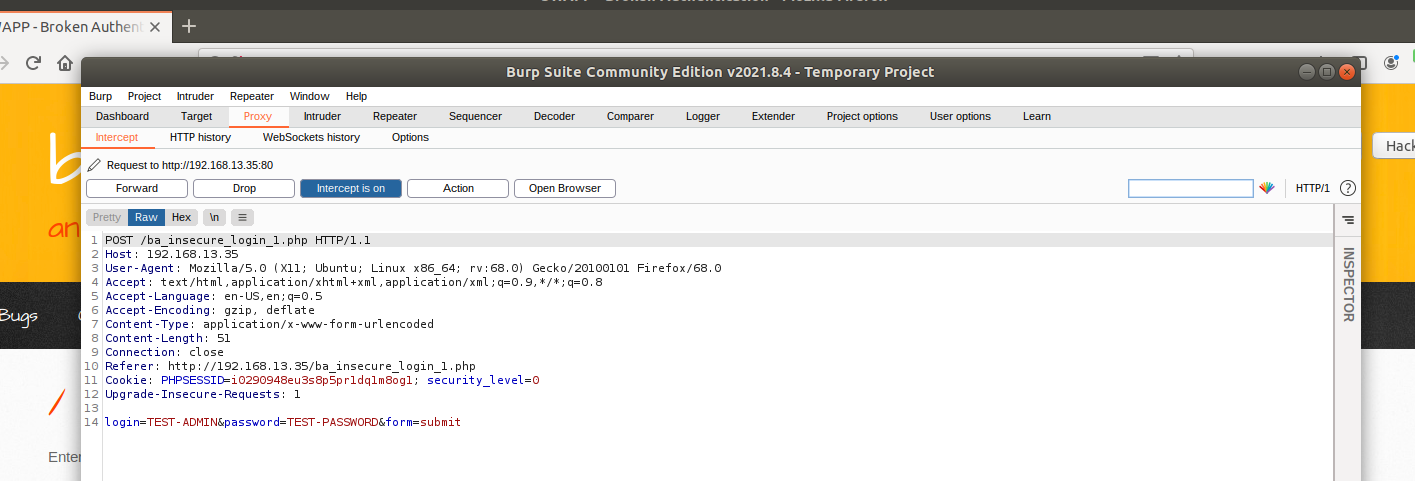 APP - Broken Authent
Burp Suite Community Edition v2021.8.4 - Temporary Project
Burp Project Intruder Repeater Window Help
Dashboard Target Proxy Intruder Repeater Sequencer Decoder Comparer Logger Extender Project options User options Learn
Intercept HTTP history WebSockets history Options
Hack
Request to http://192.168.13.35:80
Forward Drop Intercept is on Action Open Browser HTTP/1 ?
Pretty Raw Hex \n
1 POST /ba_insecure_login_1.php HTTP/1.1
2 Host: 192.168.13.35
3 User-Agent: Mozilla/5.0 (X11; Ubuntu; Linux x86_64; rv:68.0) Gecko/20100101 Firefox/68.0
4 Accept: text/html,application/xhtml+xml,application/xml;q=0.9,*/*;q=0.8
5 Accept-Language: en-US,en;q=0.5
6 Accept-Encoding: gzip, deflate
7 Content-Type: application/x-www-form-urlencoded
8 Content-Length: 51
9 Connection: close
10 Referer: http://192.168.13.35/ba_insecure_login_1.php
11 Cookie: PHPSESSID=i0290948eu3s8p5pr1dq1m8og1; security_level=0
12 Upgrade-Insecure-Requests: 1
13
14 login=TEST-ADMIN&password=TEST-PASSWORD&form=submit
INSPECTOR
b
an
Bugs
/
Enter